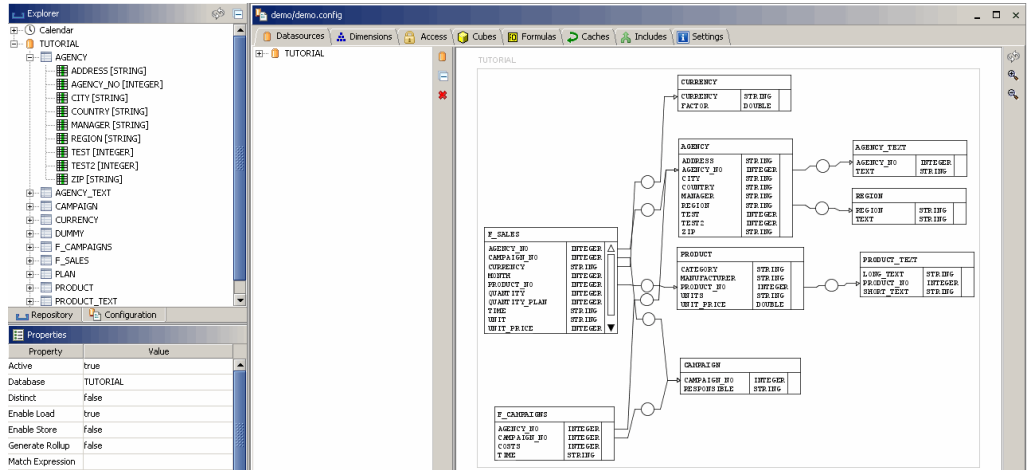 Explorer
Calendar
TUTORIAL
AGENCY
ADDRESS [STRING]
AGENCY_NO [INTEGER]
CITY [STRING]
COUNTRY [STRING]
MANAGER [STRING]
REGION [STRING]
TEST [INTEGER]
TEST2 [INTEGER]
ZIP [STRING]
AGENCY_TEXT
CAMPAIGN
CURRENCY
DUMMY
F_CAMPAIGNS
F_SALES
PLAN
PRODUCT
PRODUCT_TEXT
Repository Configuration
Properties
Property Value
Active true
Database TUTORIAL
Distinct false
Enable Load true
Enable Store false
Generate Rollup false
Match Expression
demo/demo.config
Datasources Dimensions Access Cubes Formulas Caches Includes Settings
TUTORIAL
TUTORIAL
CURRENCY
CURRENCY STRING
FACTOR DOUBLE
AGENCY
ADDRESS STRING
AGENCY_NO INTEGER
CITY STRING
COUNTRY STRING
MANAGER STRING
REGION STRING
TEST INTEGER
TEST2 INTEGER
ZIP STRING
AGENCY_TEXT
AGENCY_NO INTEGER
TEXT STRING
REGION
REGION STRING
TEXT STRING
F_SALES
AGENCY_NO INTEGER
CAMPAIGN_NO INTEGER
CURRENCY STRING
MONTH INTEGER
PRODUCT_NO INTEGER
QUANTITY INTEGER
QUANTITY_PLAN INTEGER
TIME STRING
UNIT STRING
UNIT_PRICE INTEGER
PRODUCT
CATEGORY STRING
MANUFACTURER STRING
PRODUCT_NO INTEGER
UNITS STRING
UNIT_PRICE DOUBLE
PRODUCT_TEXT
LONG_TEXT STRING
PRODUCT_NO INTEGER
SHORT_TEXT STRING
CAMPAIGN
CAMPAIGN_NO INTEGER
RESPONSIBLE STRING
F_CAMPAIGNS
AGENCY_NO INTEGER
CAMPAIGN_NO INTEGER
COSTS INTEGER
TIME STRING